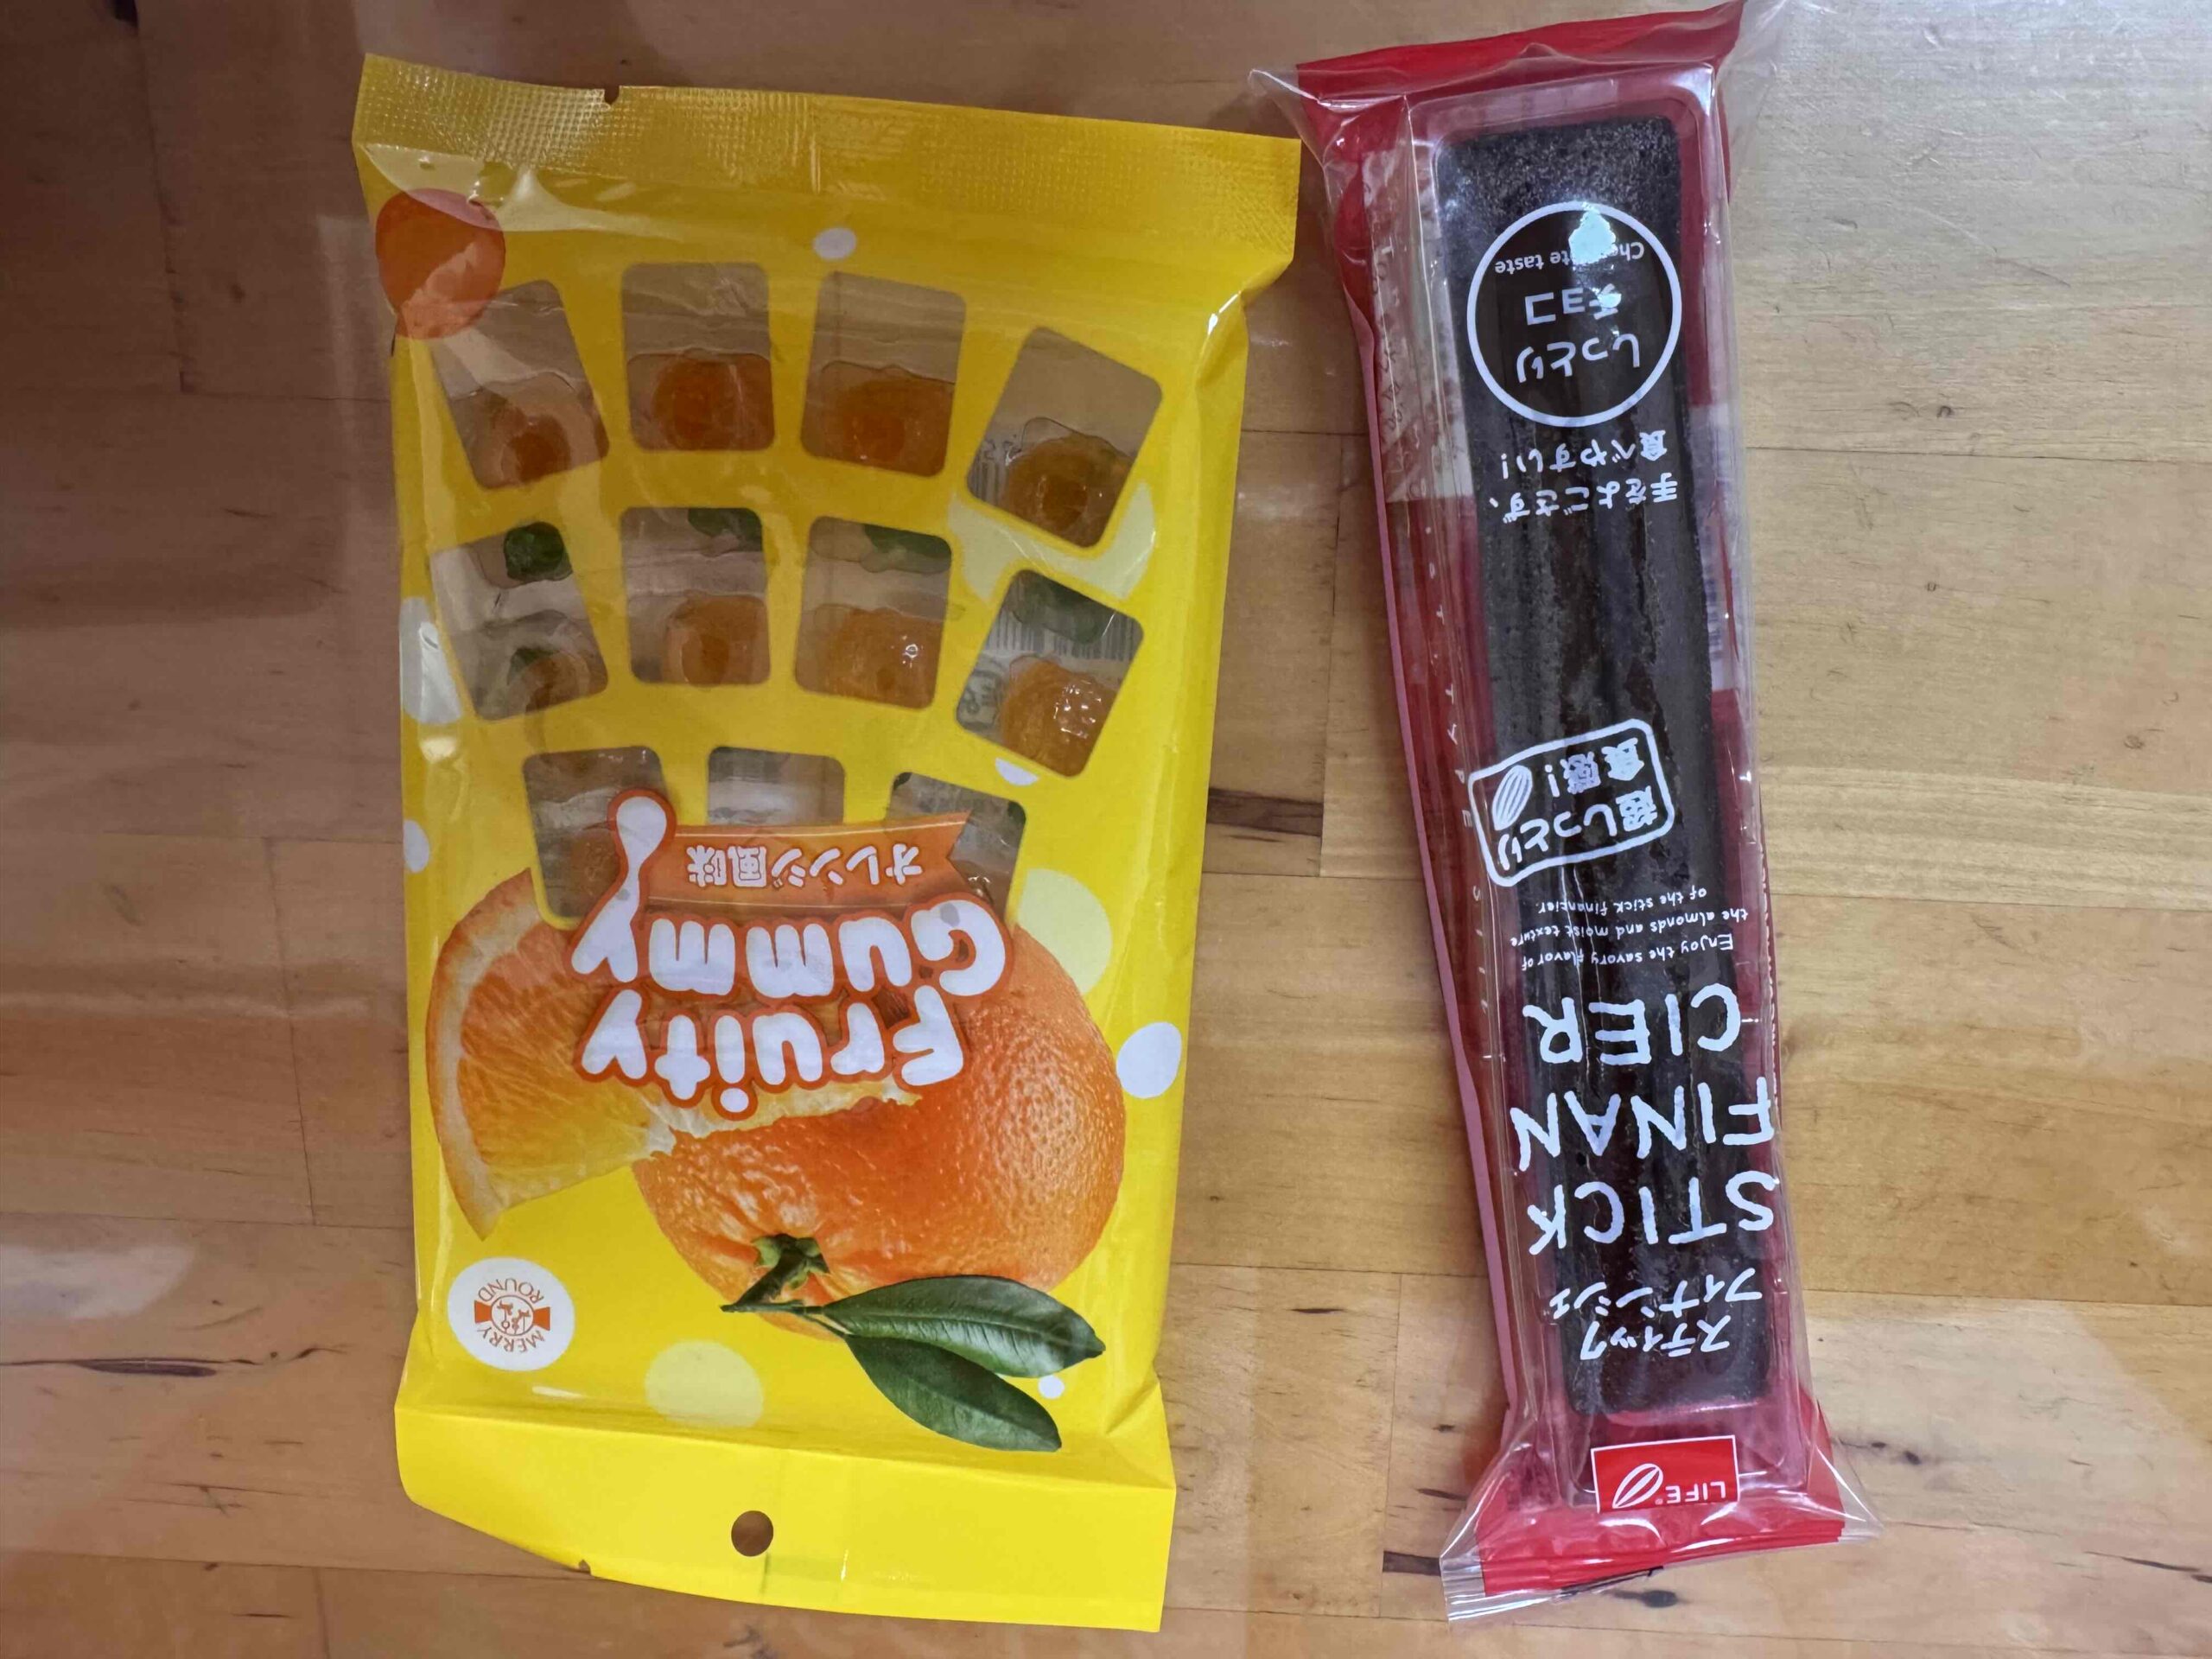 MERRY
ROUND
Fruity
Gummy
オレンジ風味
LIFE
スティック
フィナンシェ
STICK
FINAN
CIER
Enjoy the savory flavor of
the almonds and moist texture
of the stick financier.
超しっとり
食感!
手をよごさず、
食べやすい!
しっとり
チョコ
Chocolate taste